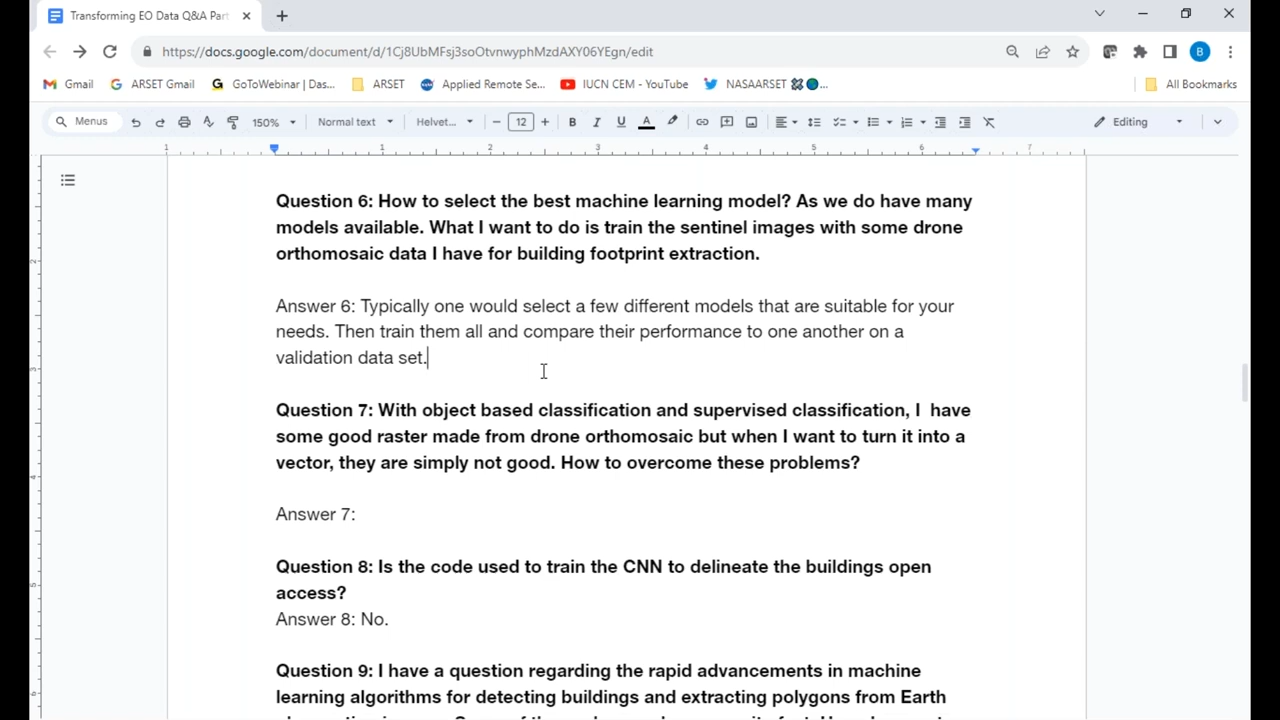 Transforming EO Data Q&A Part
https://docs.google.com/document/d/1Cj8UbMFsj3soOtvnwyphMzdAXY06YEgn/edit
B
Gmail
ARSET Gmail
GoToWebinar | Das...
ARSET
Applied Remote Se...
IUCN CEM - YouTube
NASAARSET
All Bookmarks
Menus
150%
Normal text
Helvet...
12
Editing
1 1 2 3 4 5 6 7
Question 6: How to select the best machine learning model? As we do have many
models available. What I want to do is train the sentinel images with some drone
orthomosaic data I have for building footprint extraction.
Answer 6: Typically one would select a few different models that are suitable for your
needs. Then train them all and compare their performance to one another on a
validation data set.
Question 7: With object based classification and supervised classification, I  have
some good raster made from drone orthomosaic but when I want to turn it into a
vector, they are simply not good. How to overcome these problems?
Answer 7:
Question 8: Is the code used to train the CNN to delineate the buildings open
access?
Answer 8: No.
Question 9: I have a question regarding the rapid advancements in machine
learning algorithms for detecting buildings and extracting polygons from Earth